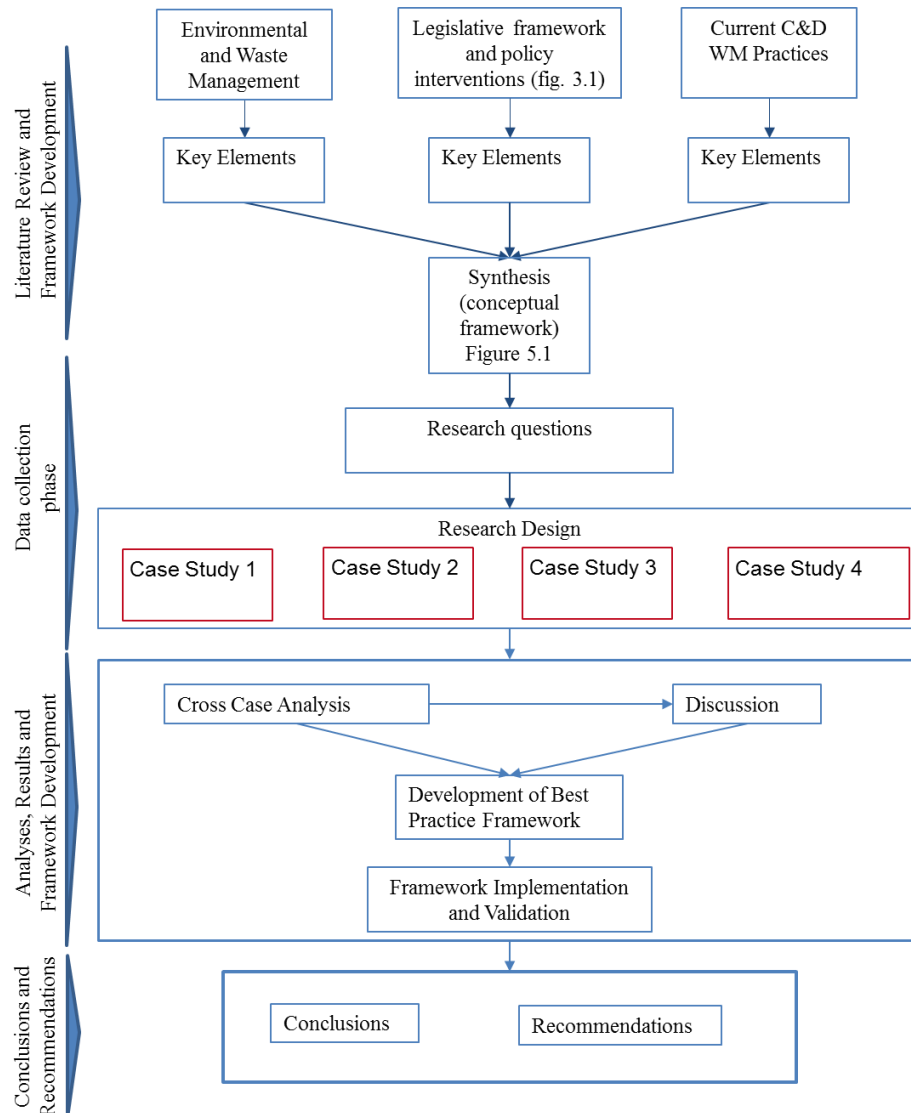 Literature Review and
Framework Development
Environmental
and Waste
Management
Legislative framework
and policy
interventions (fig. 3.1)
Current C&D
WM Practices
Key Elements
Key Elements
Key Elements
Synthesis
(conceptual
framework)
Figure 5.1
Data collection
phase
Research questions
Research Design
Case Study 1
Case Study 2
Case Study 3
Case Study 4
Analyses, Results and
Framework Development
Cross Case Analysis
Discussion
Development of Best
Practice Framework
Framework Implementation
and Validation
Conclusions and
Recommendations
Conclusions
Recommendations